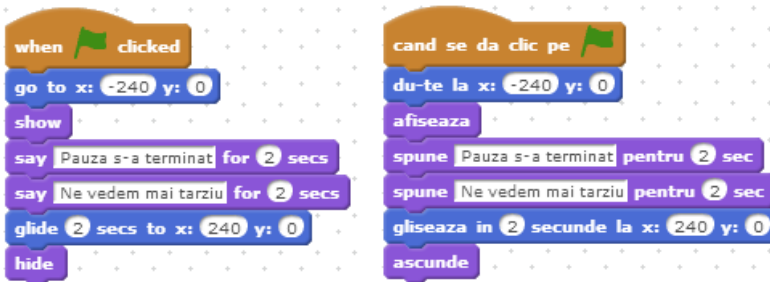 when clicked
go to x: -240 y: 0
show
say Pauza s-a terminat for 2 secs
say Ne vedem mai tarziu for 2 secs
glide 2 secs to x: 240 y: 0
hide
cand se da clic pe
du-te la x: -240 y: 0
afiseaza
spune Pauza s-a terminat pentru 2 sec
spune Ne vedem mai tarziu pentru 2 sec
gliseaza in 2 secunde la x: 240 y: 0
ascunde